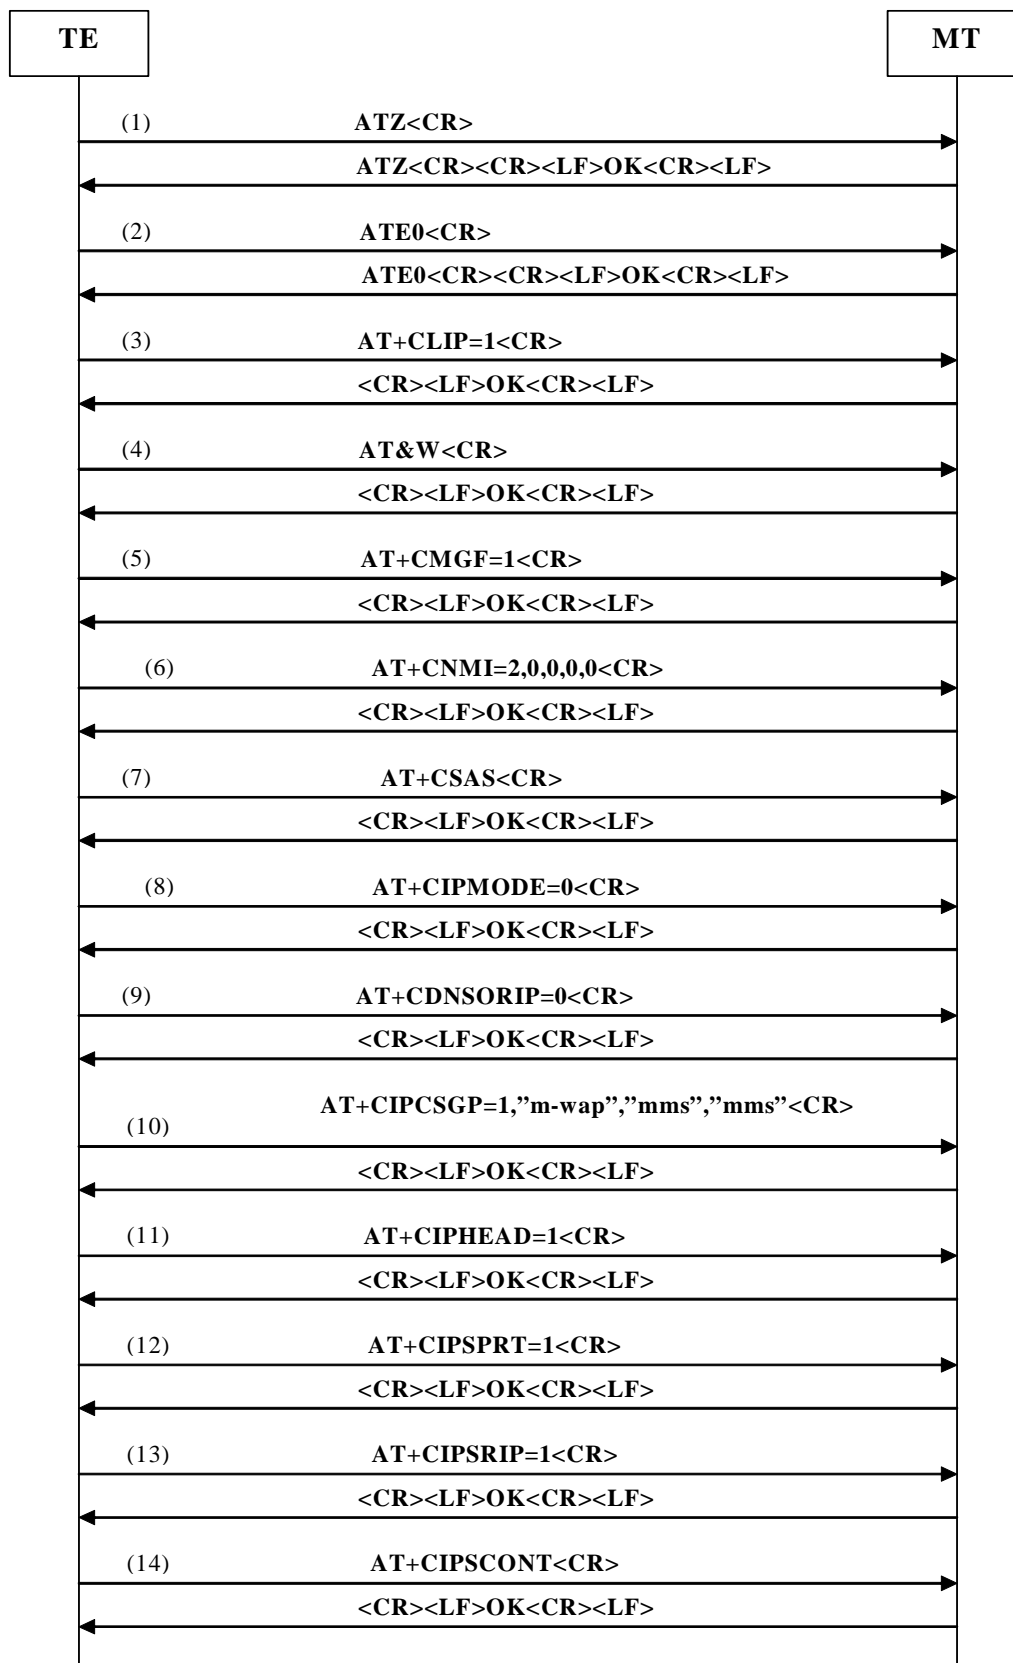 TE MT
(1) ATZ<CR>
ATZ<CR><CR><LF>OK<CR><LF>
(2) ATE0<CR>
ATE0<CR><CR><LF>OK<CR><LF>
(3) AT+CLIP=1<CR>
<CR><LF>OK<CR><LF>
(4) AT&W<CR>
<CR><LF>OK<CR><LF>
(5) AT+CMGF=1<CR>
<CR><LF>OK<CR><LF>
(6) AT+CNMI=2,0,0,0,0<CR>
<CR><LF>OK<CR><LF>
(7) AT+CSAS<CR>
<CR><LF>OK<CR><LF>
(8) AT+CIPMODE=0<CR>
<CR><LF>OK<CR><LF>
(9) AT+CDNSORIP=0<CR>
<CR><LF>OK<CR><LF>
AT+CIPCSGP=1,”m-wap”,”mms”,”mms”<CR>
(10)
<CR><LF>OK<CR><LF>
(11) AT+CIPHEAD=1<CR>
<CR><LF>OK<CR><LF>
(12) AT+CIPSPRT=1<CR>
<CR><LF>OK<CR><LF>
(13) AT+CIPSRIP=1<CR>
<CR><LF>OK<CR><LF>
(14) AT+CIPSCONT<CR>
<CR><LF>OK<CR><LF>